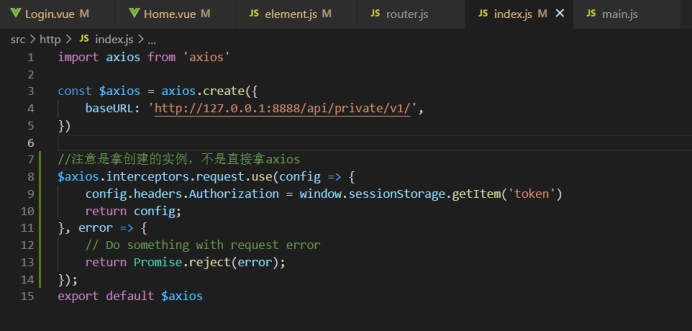 Login.vue M Home.vue M JS element.js M JS router.js JS index.js M JS main.js
src > http > JS index.js > ...
1 import axios from 'axios'
2
3 const $axios = axios.create({
4     baseURL: 'http://127.0.0.1:8888/api/private/v1/',
5 })
6
7 //注意是拿创建的实例，不是直接拿axios
8 $axios.interceptors.request.use(config => {
9     config.headers.Authorization = window.sessionStorage.getItem('token')
10     return config;
11 }, error => {
12     // Do something with request error
13     return Promise.reject(error);
14 });
15 export default $axios